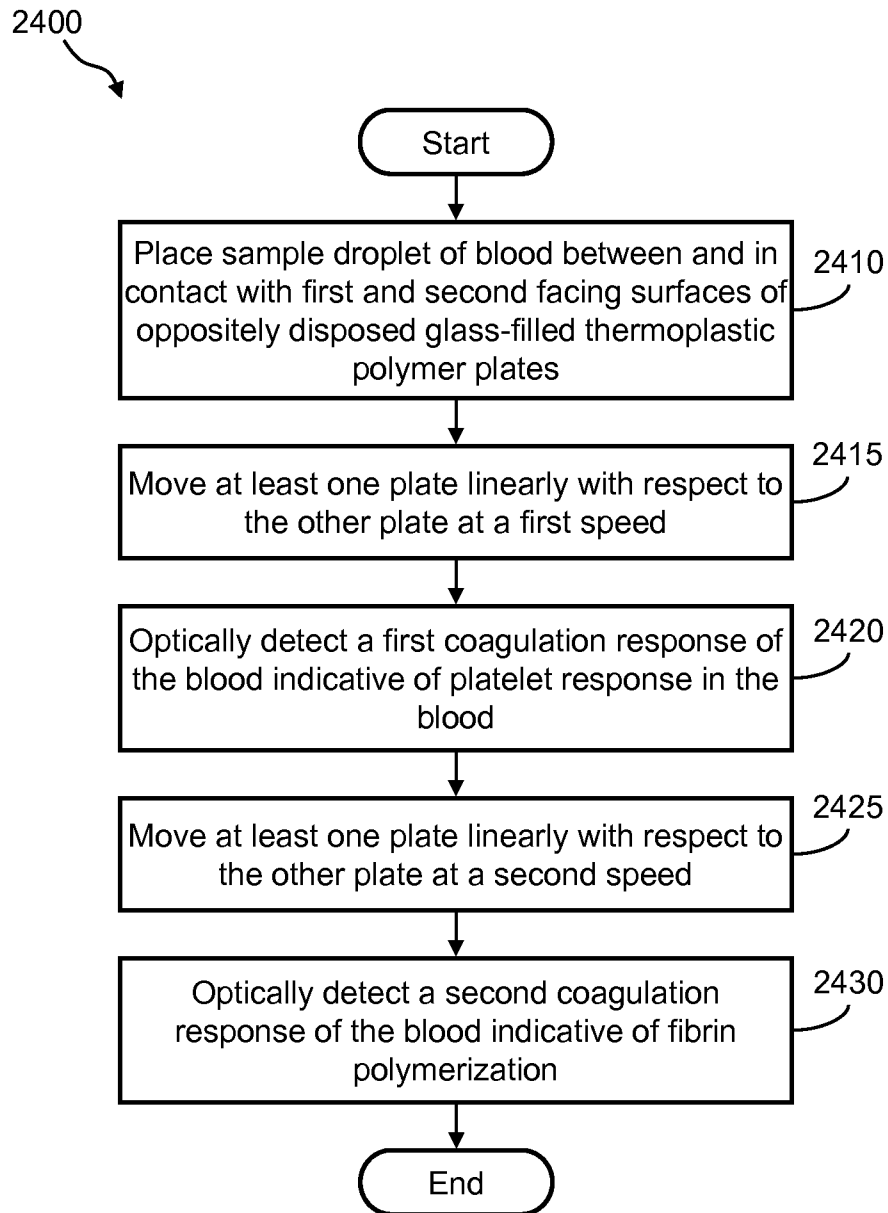 2400
Start
Place sample droplet of blood between and in
contact with first and second facing surfaces of
oppositely disposed glass-filled thermoplastic
polymer plates
2410
Move at least one plate linearly with respect to
the other plate at a first speed
2415
Optically detect a first coagulation response of
the blood indicative of platelet response in the
blood
2420
Move at least one plate linearly with respect to
the other plate at a second speed
2425
Optically detect a second coagulation
response of the blood indicative of fibrin
polymerization
2430
End